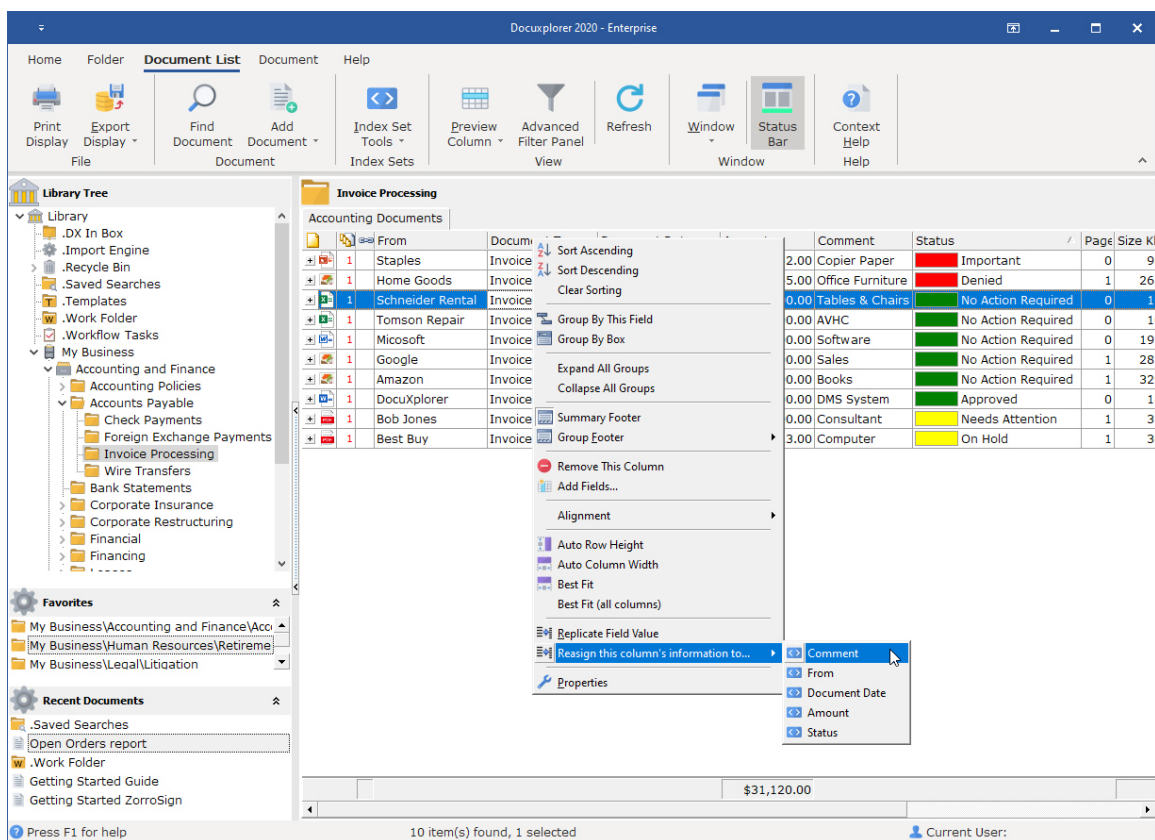 Docuxplorer 2020 - Enterprise
Home Folder Document List Document Help
Print Display
Export Display
Find Document
Add Document
Index Set Tools
Preview Column
Advanced Filter Panel
Refresh
Window
Status Bar
Context Help
File Document Index Sets View Window Help
Library Tree
Library
.DX In Box
.Import Engine
.Recycle Bin
.Saved Searches
.Templates
.Work Folder
.Workflow Tasks
My Business
Accounting and Finance
Accounting Policies
Accounts Payable
Check Payments
Foreign Exchange Payments
Invoice Processing
Wire Transfers
Bank Statements
Corporate Insurance
Corporate Restructuring
Financial
Financing
Favorites
My Business\Accounting and Finance\Acc
My Business\Human Resources\Retireme
My Business\Legal\Litigation
Recent Documents
.Saved Searches
Open Orders report
.Work Folder
Getting Started Guide
Getting Started ZorroSign
Invoice Processing
Accounting Documents
From Docum Comment Status Page Size K
1 Staples Invoice 2.00 Copier Paper Important 0 9
1 Home Goods Invoice 5.00 Office Furniture Denied 1 26
1 Schneider Rental Invoice 0.00 Tables & Chairs No Action Required 0 1
1 Tomson Repair Invoice 0.00 AVHC No Action Required 0 1
1 Micosoft Invoice 0.00 Software No Action Required 0 19
1 Google Invoice 0.00 Sales No Action Required 1 28
1 Amazon Invoice 0.00 Books No Action Required 1 32
1 DocuXplorer Invoice 0.00 DMS System Approved 0 1
1 Bob Jones Invoice 0.00 Consultant Needs Attention 1 3
1 Best Buy Invoice 3.00 Computer On Hold 1 3
Sort Ascending
Sort Descending
Clear Sorting
Group By This Field
Group By Box
Expand All Groups
Collapse All Groups
Summary Footer
Group Footer
Remove This Column
Add Fields...
Alignment
Auto Row Height
Auto Column Width
Best Fit
Best Fit (all columns)
Replicate Field Value
Reassign this column's information to...
Properties
Comment
From
Document Date
Amount
Status
$31,120.00
Press F1 for help 10 item(s) found, 1 selected Current User: